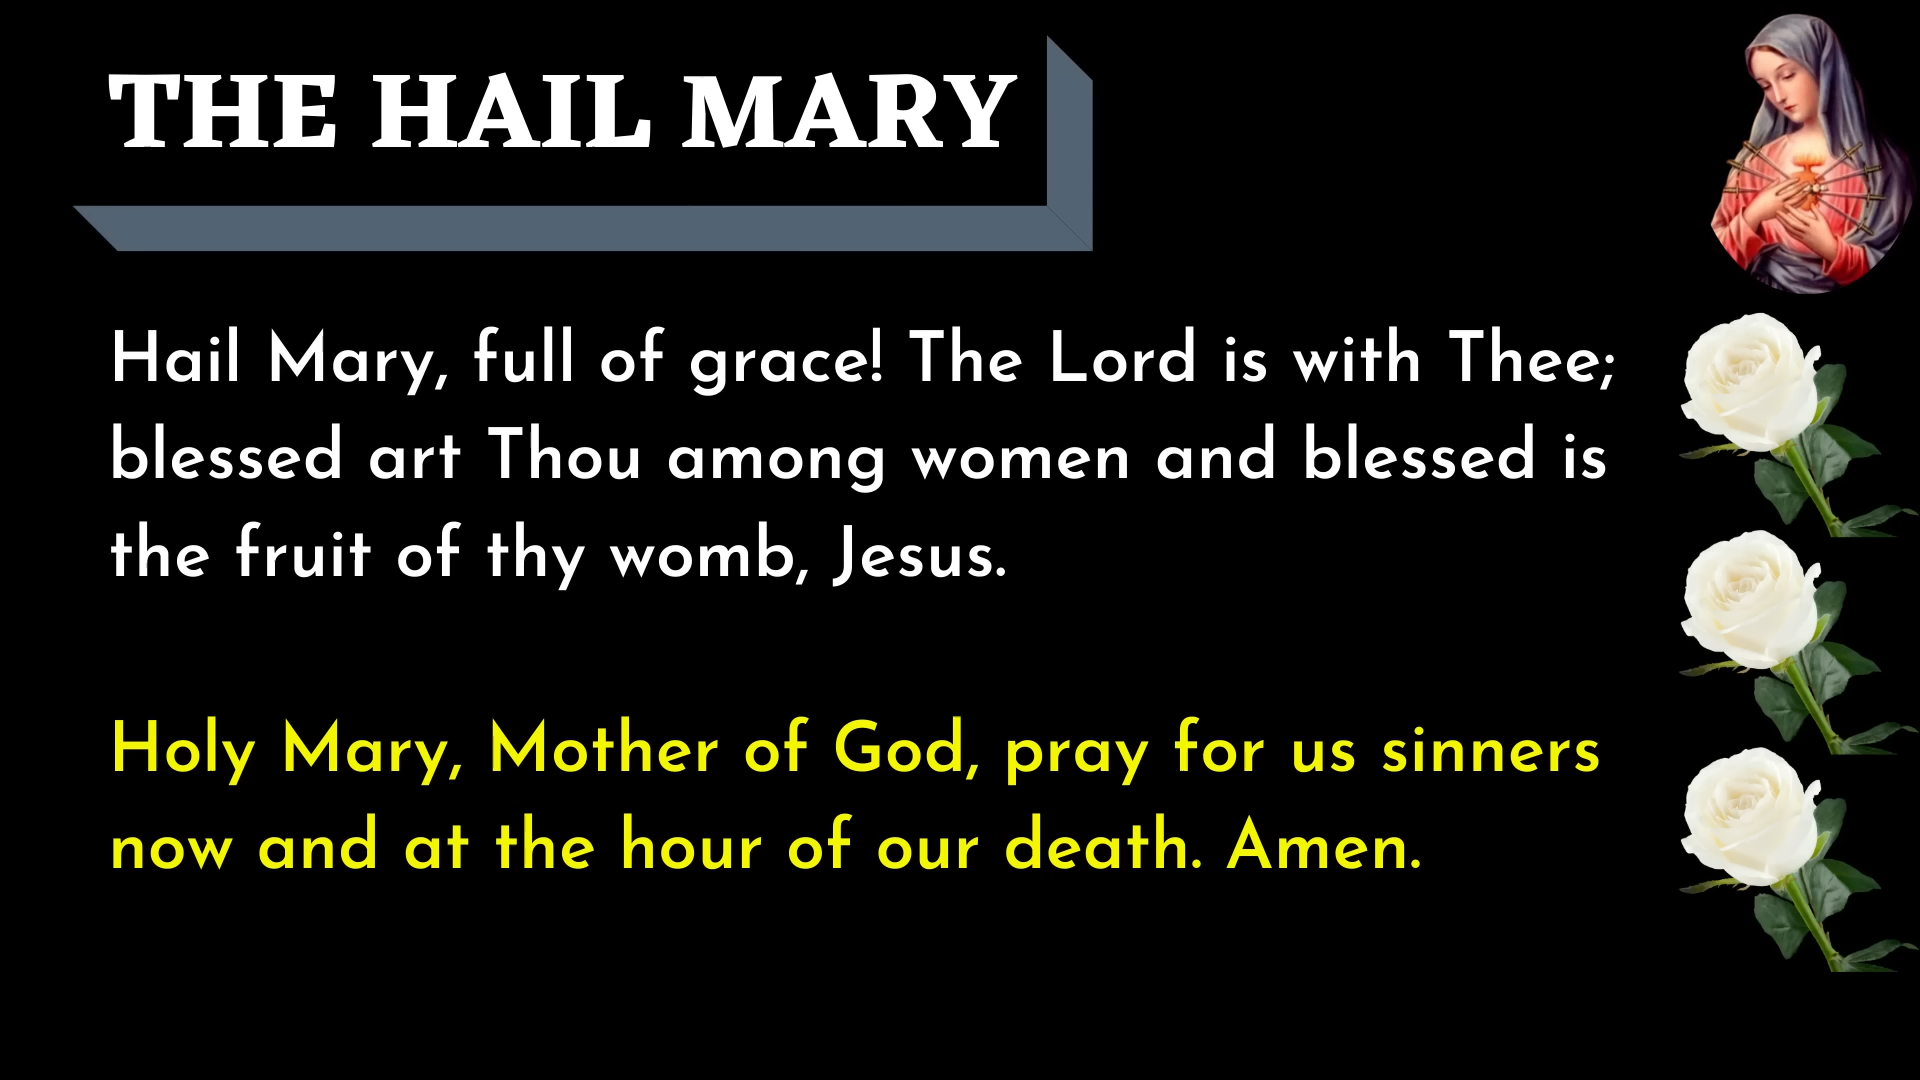 THE HAIL MARY
Hail Mary, full of grace! The Lord is with Thee;
blessed art Thou among women and blessed is
the fruit of thy womb, Jesus.
Holy Mary, Mother of God, pray for us sinners
now and at the hour of our death. Amen.